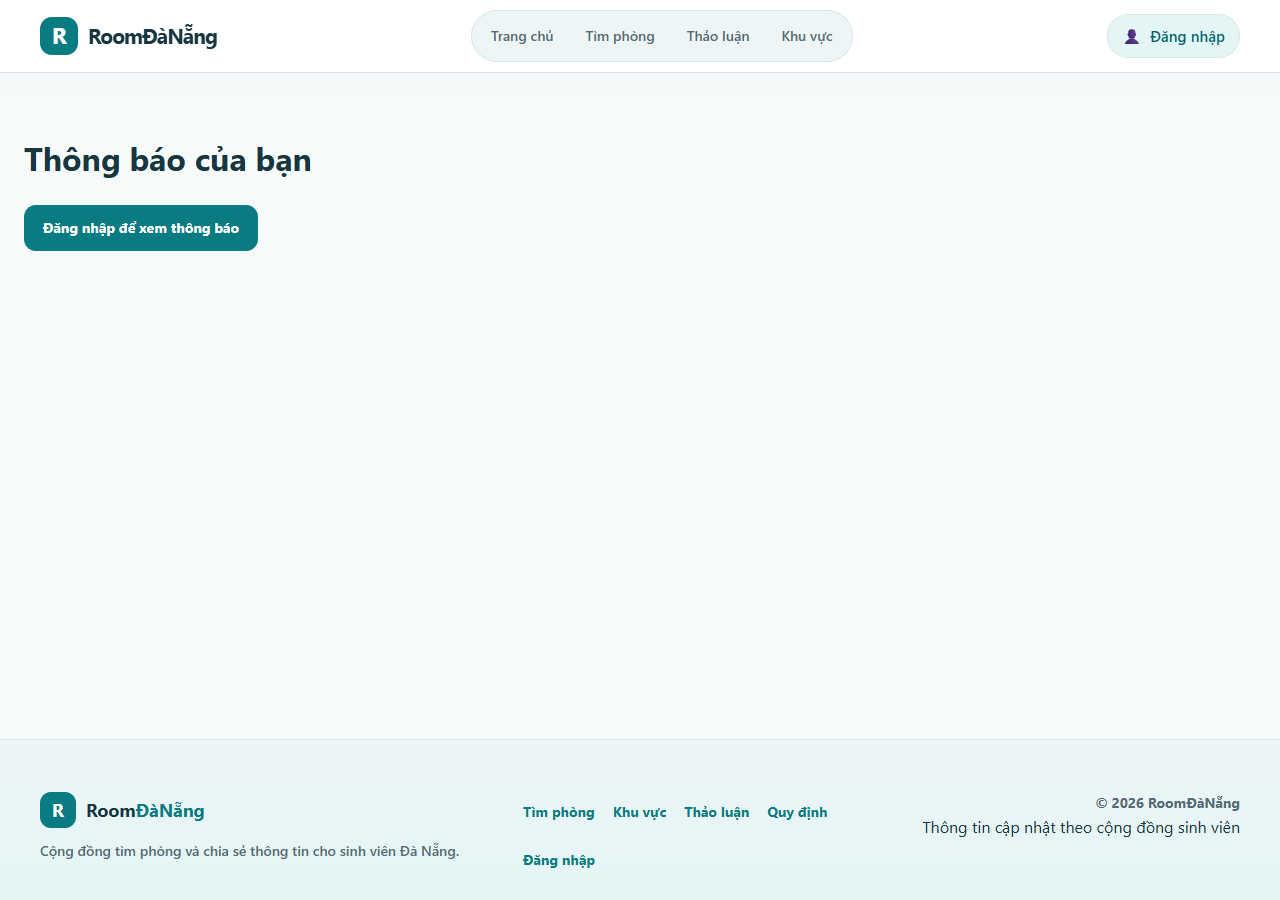 R RoomĐàNẵng
Trang chủ Tìm phòng Thảo luận Khu vực
Đăng nhập
Thông báo của bạn
Đăng nhập để xem thông báo
R RoomĐàNẵng
Cộng đồng tìm phòng và chia sẻ thông tin cho sinh viên Đà Nẵng.
Tìm phòng Khu vực Thảo luận Quy định
Đăng nhập
© 2026 RoomĐàNẵng
Thông tin cập nhật theo cộng đồng sinh viên